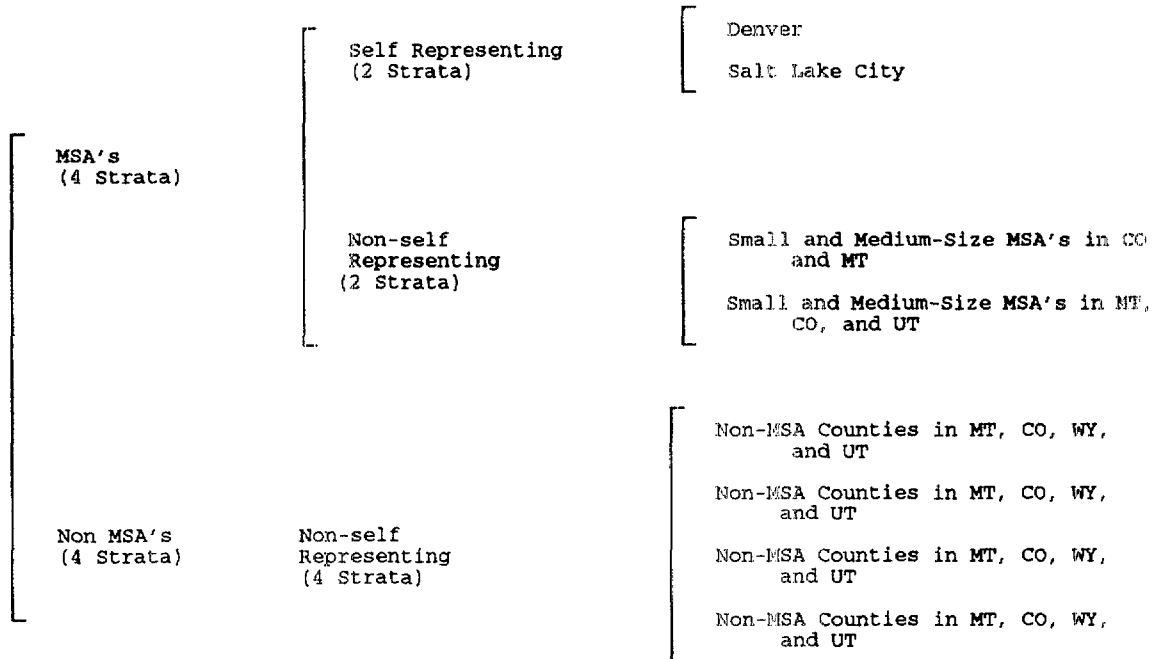 Self Representing
(2 Strata)
Denver
Salt Lake City
MSA's
(4 Strata)
Non-self
Representing
(2 Strata)
Small and Medium-Size MSA's in CO
and MT
Small and Medium-Size MSA's in MT,
CO, and UT
Non MSA's
(4 Strata)
Non-self
Representing
(4 Strata)
Non-MSA Counties in MT, CO, WY,
and UT
Non-MSA Counties in MT, CO, WY,
and UT
Non-MSA Counties in MT, CO, WY,
and UT
Non-MSA Counties in MT, CO, WY,
and UT